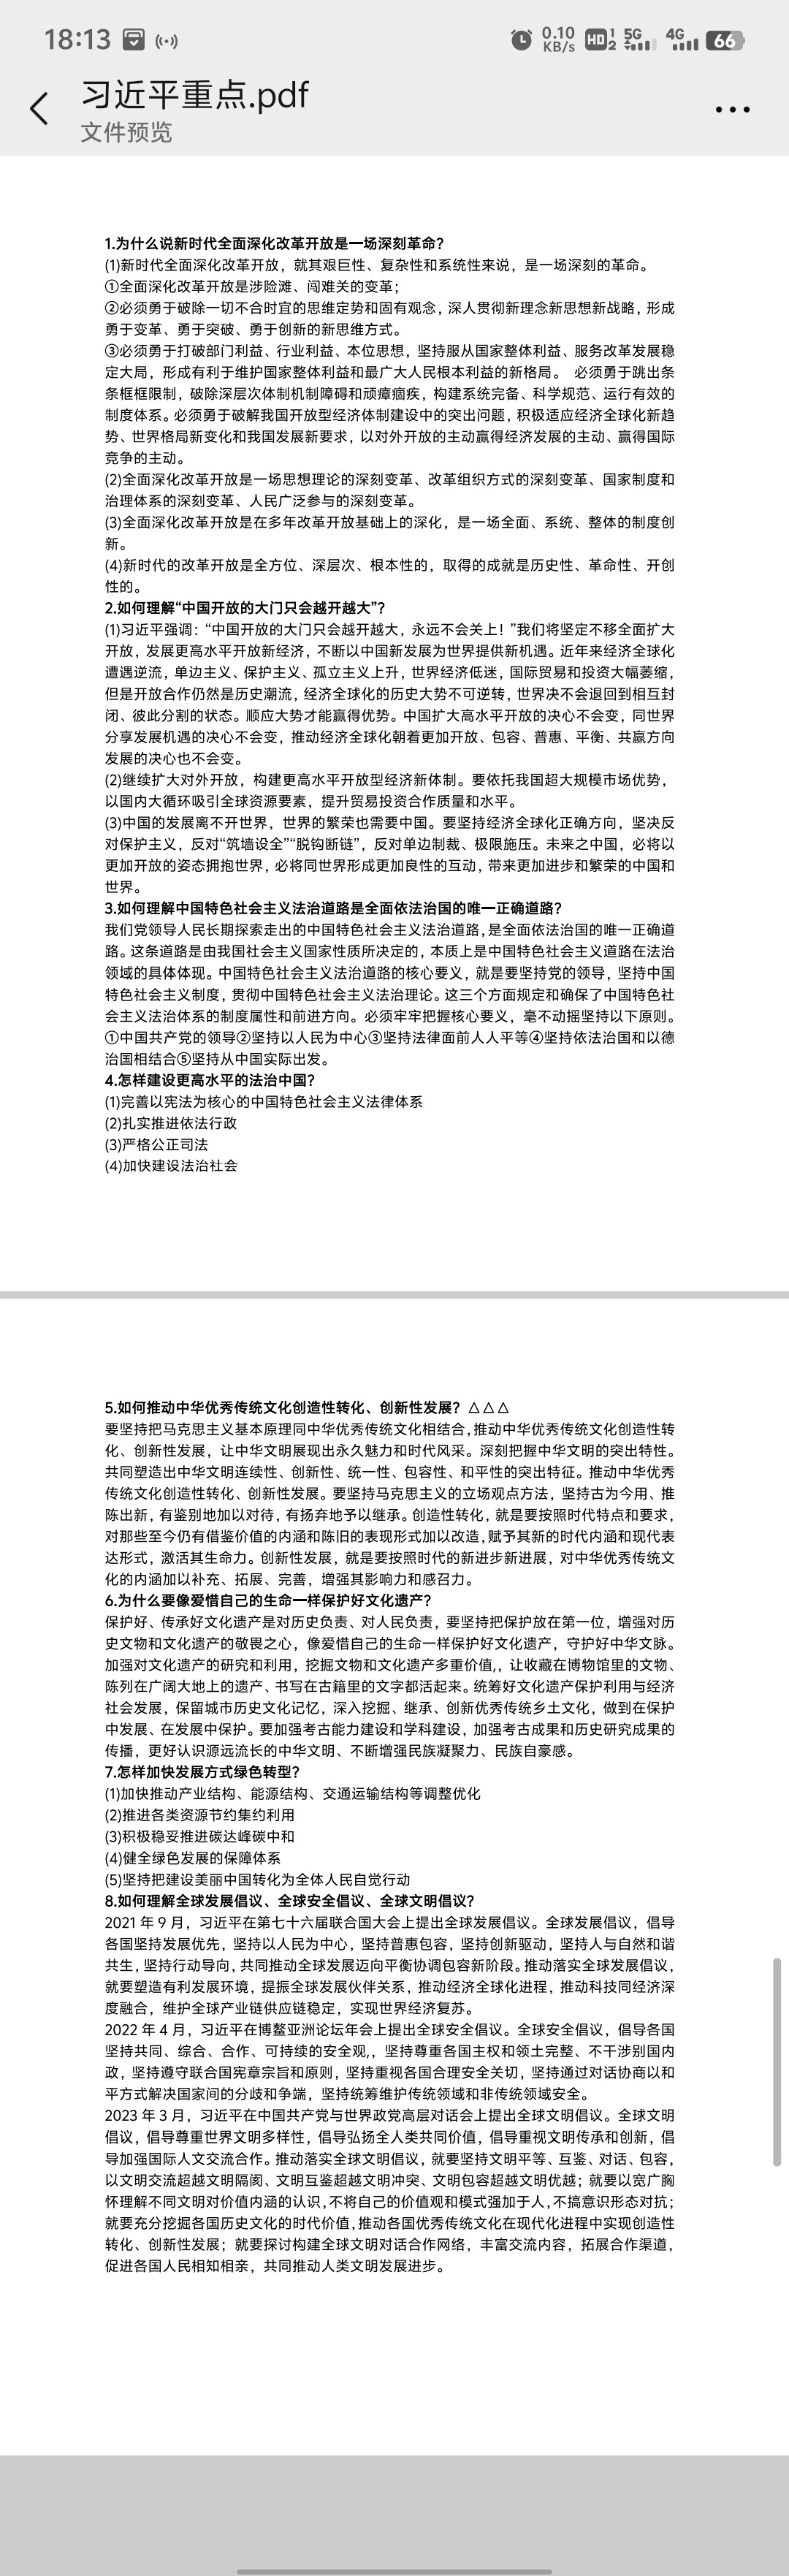 18:13
0.10 KB/s HD 1 2 5G 4G 66
习近平重点.pdf
文件预览
1.为什么说新时代全面深化改革开放是一场深刻革命?
(1)新时代全面深化改革开放，就其艰巨性、复杂性和系统性来说，是一场深刻的革命。
①全面深化改革开放是涉险滩、闯难关的变革；
②必须勇于破除一切不合时宜的思维定势和固有观念，深人贯彻新理念新思想新战略，形成
勇于变革、勇于突破、勇于创新的新思维方式。
③必须勇于打破部门利益、行业利益、本位思想，坚持服从国家整体利益、服务改革发展稳
定大局，形成有利于维护国家整体利益和最广大人民根本利益的新格局。 必须勇于跳出条
条框框限制，破除深层次体制机制障碍和顽瘴痼疾，构建系统完备、科学规范、运行有效的
制度体系。必须勇于破解我国开放型经济体制建设中的突出问题，积极适应经济全球化新趋
势、世界格局新变化和我国发展新要求，以对外开放的主动赢得经济发展的主动、赢得国际
竞争的主动。
(2)全面深化改革开放是一场思想理论的深刻变革、改革组织方式的深刻变革、国家制度和
治理体系的深刻变革、人民广泛参与的深刻变革。
(3)全面深化改革开放是在多年改革开放基础上的深化，是一场全面、系统、整体的制度创
新。
(4)新时代的改革开放是全方位、深层次、根本性的，取得的成就是历史性、革命性、开创
性的。
2.如何理解“中国开放的大门只会越开越大”?
(1)习近平强调：“中国开放的大门只会越开越大，永远不会关上！”我们将坚定不移全面扩大
开放，发展更高水平开放新经济，不断以中国新发展为世界提供新机遇。近年来经济全球化
遭遇逆流，单边主义、保护主义、孤立主义上升，世界经济低迷，国际贸易和投资大幅萎缩，
但是开放合作仍然是历史潮流，经济全球化的历史大势不可逆转，世界决不会退回到相互封
闭、彼此分割的状态。顺应大势才能赢得优势。中国扩大高水平开放的决心不会变，同世界
分享发展机遇的决心不会变，推动经济全球化朝着更加开放、包容、普惠、平衡、共赢方向
发展的决心也不会变。
(2)继续扩大对外开放，构建更高水平开放型经济新体制。要依托我国超大规模市场优势，
以国内大循环吸引全球资源要素，提升贸易投资合作质量和水平。
(3)中国的发展离不开世界，世界的繁荣也需要中国。要坚持经济全球化正确方向，坚决反
对保护主义，反对“筑墙设全”“脱钩断链”，反对单边制裁、极限施压。未来之中国，必将以
更加开放的姿态拥抱世界，必将同世界形成更加良性的互动，带来更加进步和繁荣的中国和
世界。
3.如何理解中国特色社会主义法治道路是全面依法治国的唯一正确道路?
我们党领导人民长期探索走出的中国特色社会主义法治道路，是全面依法治国的唯一正确道
路。这条道路是由我国社会主义国家性质所决定的，本质上是中国特色社会主义道路在法治
领域的具体体现。中国特色社会主义法治道路的核心要义，就是要坚持党的领导，坚持中国
特色社会主义制度，贯彻中国特色社会主义法治理论。这三个方面规定和确保了中国特色社
会主义法治体系的制度属性和前进方向。必须牢牢把握核心要义，毫不动摇坚持以下原则。
①中国共产党的领导②坚持以人民为中心③坚持法律面前人人平等④坚持依法治国和以德
治国相结合⑤坚持从中国实际出发。
4.怎样建设更高水平的法治中国?
(1)完善以宪法为核心的中国特色社会主义法律体系
(2)扎实推进依法行政
(3)严格公正司法
(4)加快建设法治社会
5.如何推动中华优秀传统文化创造性转化、创新性发展? △△△
要坚持把马克思主义基本原理同中华优秀传统文化相结合，推动中华优秀传统文化创造性转
化、创新性发展，让中华文明展现出永久魅力和时代风采。深刻把握中华文明的突出特性。
共同塑造出中华文明连续性、创新性、统一性、包容性、和平性的突出特征。推动中华优秀
传统文化创造性转化、创新性发展。要坚持马克思主义的立场观点方法，坚持古为今用、推
陈出新，有鉴别地加以对待，有扬弃地予以继承。创造性转化，就是要按照时代特点和要求，
对那些至今仍有借鉴价值的内涵和陈旧的表现形式加以改造，赋予其新的时代内涵和现代表
达形式，激活其生命力。创新性发展，就是要按照时代的新进步新进展，对中华优秀传统文
化的内涵加以补充、拓展、完善，增强其影响力和感召力。
6.为什么要像爱惜自己的生命一样保护好文化遗产?
保护好、传承好文化遗产是对历史负责、对人民负责，要坚持把保护放在第一位，增强对历
史文物和文化遗产的敬畏之心，像爱惜自己的生命一样保护好文化遗产，守护好中华文脉。
加强对文化遗产的研究和利用，挖掘文物和文化遗产多重价值,，让收藏在博物馆里的文物、
陈列在广阔大地上的遗产、书写在古籍里的文字都活起来。统筹好文化遗产保护利用与经济
社会发展，保留城市历史文化记忆，深入挖掘、继承、创新优秀传统乡土文化，做到在保护
中发展、在发展中保护。要加强考古能力建设和学科建设，加强考古成果和历史研究成果的
传播，更好认识源远流长的中华文明、不断增强民族凝聚力、民族自豪感。
7.怎样加快发展方式绿色转型?
(1)加快推动产业结构、能源结构、交通运输结构等调整优化
(2)推进各类资源节约集约利用
(3)积极稳妥推进碳达峰碳中和
(4)健全绿色发展的保障体系
(5)坚持把建设美丽中国转化为全体人民自觉行动
8.如何理解全球发展倡议、全球安全倡议、全球文明倡议?
2021 年 9 月，习近平在第七十六届联合国大会上提出全球发展倡议。全球发展倡议，倡导
各国坚持发展优先，坚持以人民为中心，坚持普惠包容，坚持创新驱动，坚持人与自然和谐
共生，坚持行动导向，共同推动全球发展迈向平衡协调包容新阶段。推动落实全球发展倡议，
就要塑造有利发展环境，提振全球发展伙伴关系，推动经济全球化进程，推动科技同经济深
度融合，维护全球产业链供应链稳定，实现世界经济复苏。
2022 年 4 月，习近平在博鳌亚洲论坛年会上提出全球安全倡议。全球安全倡议，倡导各国
坚持共同、综合、合作、可持续的安全观,，坚持尊重各国主权和领土完整、不干涉别国内
政，坚持遵守联合国宪章宗旨和原则，坚持重视各国合理安全关切，坚持通过对话协商以和
平方式解决国家间的分歧和争端，坚持统筹维护传统领域和非传统领域安全。
2023 年 3 月，习近平在中国共产党与世界政党高层对话会上提出全球文明倡议。全球文明
倡议，倡导尊重世界文明多样性，倡导弘扬全人类共同价值，倡导重视文明传承和创新，倡
导加强国际人文交流合作。推动落实全球文明倡议，就要坚持文明平等、互鉴、对话、包容，
以文明交流超越文明隔阂、文明互鉴超越文明冲突、文明包容超越文明优越；就要以宽广胸
怀理解不同文明对价值内涵的认识，不将自己的价值观和模式强加于人，不搞意识形态对抗；
就要充分挖掘各国历史文化的时代价值，推动各国优秀传统文化在现代化进程中实现创造性
转化、创新性发展；就要探讨构建全球文明对话合作网络，丰富交流内容，拓展合作渠道，
促进各国人民相知相亲，共同推动人类文明发展进步。